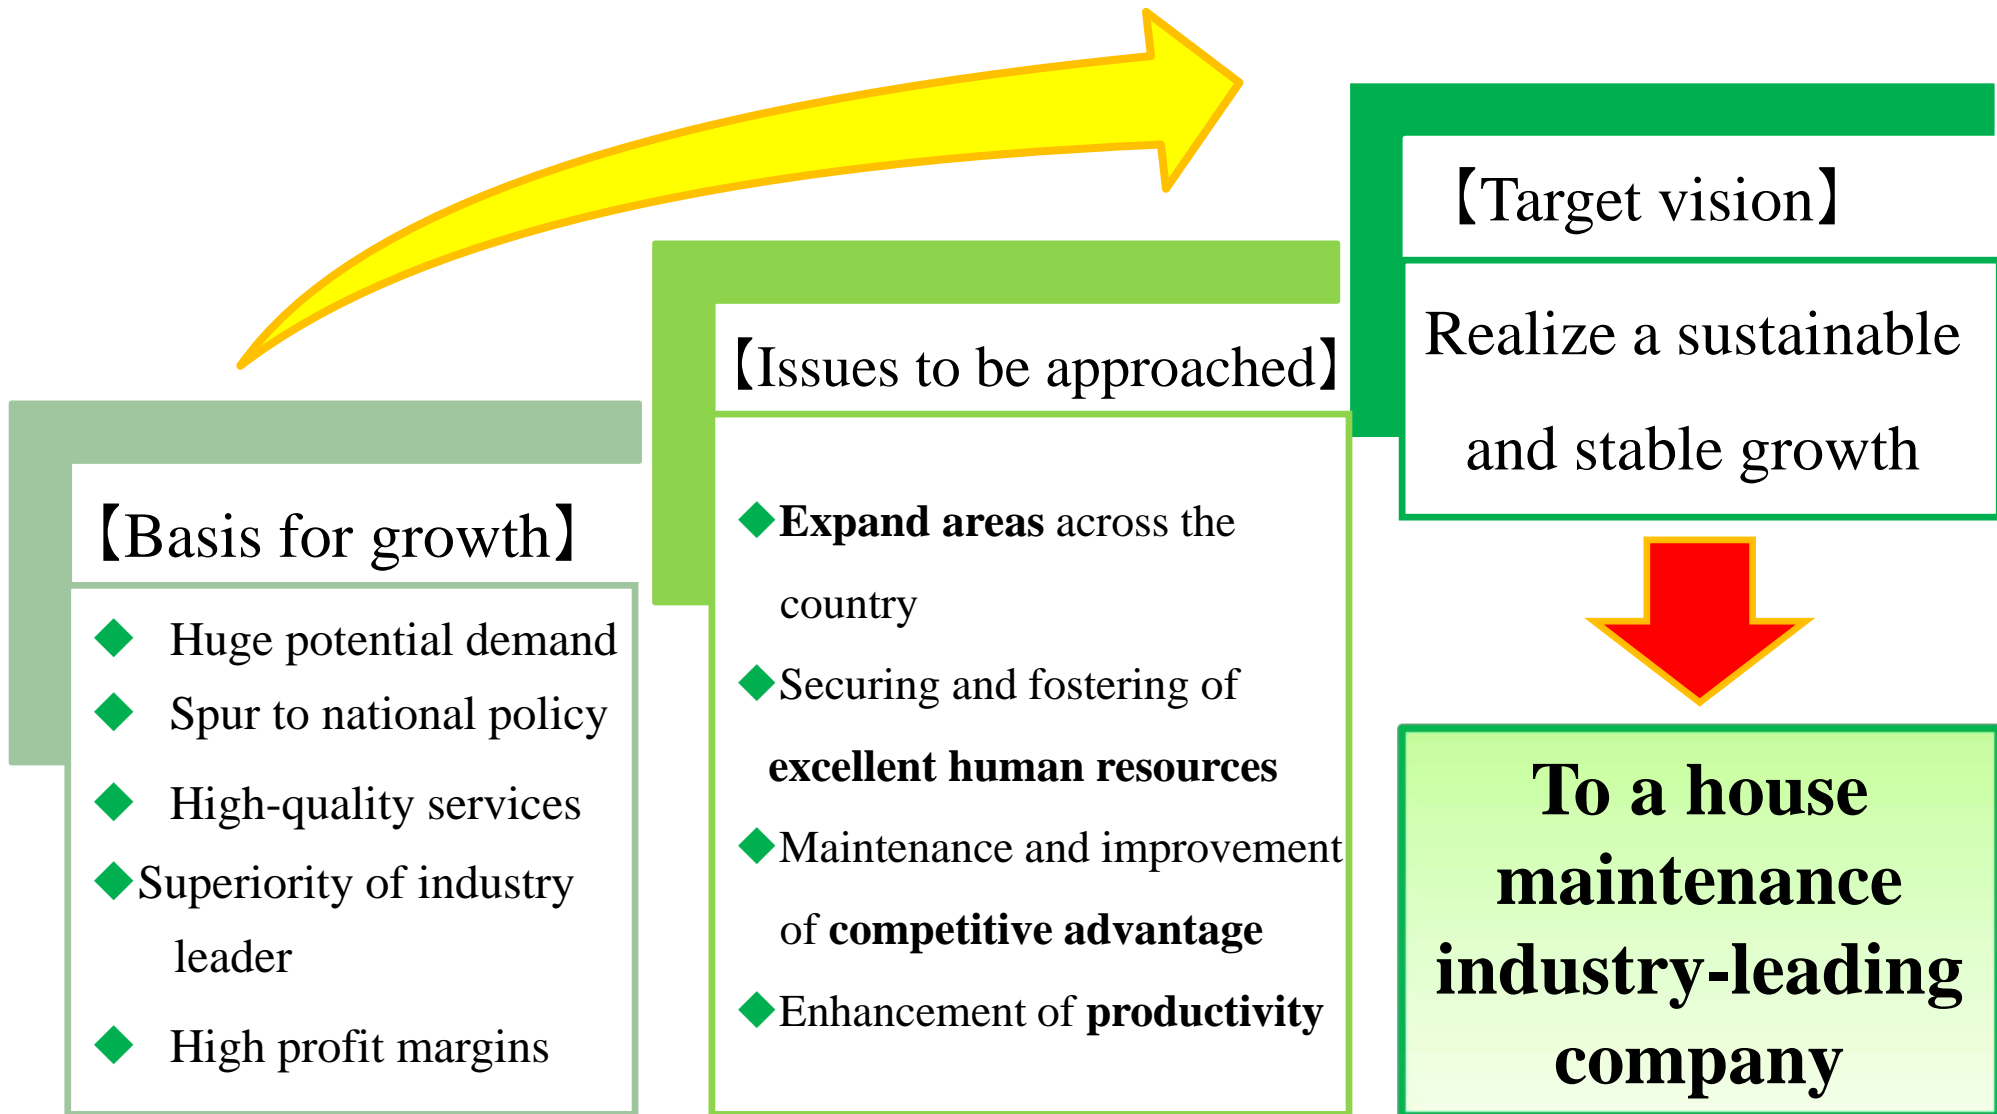 【Basis for growth】
◆ Huge potential demand
◆ Spur to national policy
◆ High-quality services
◆Superiority of industry
leader
◆ High profit margins
【Issues to be approached】
◆Expand areas across the
country
◆Securing and fostering of
excellent human resources
◆Maintenance and improvement
of competitive advantage
◆Enhancement of productivity
【Target vision】
Realize a sustainable
and stable growth
To a house
maintenance
industry-leading
company